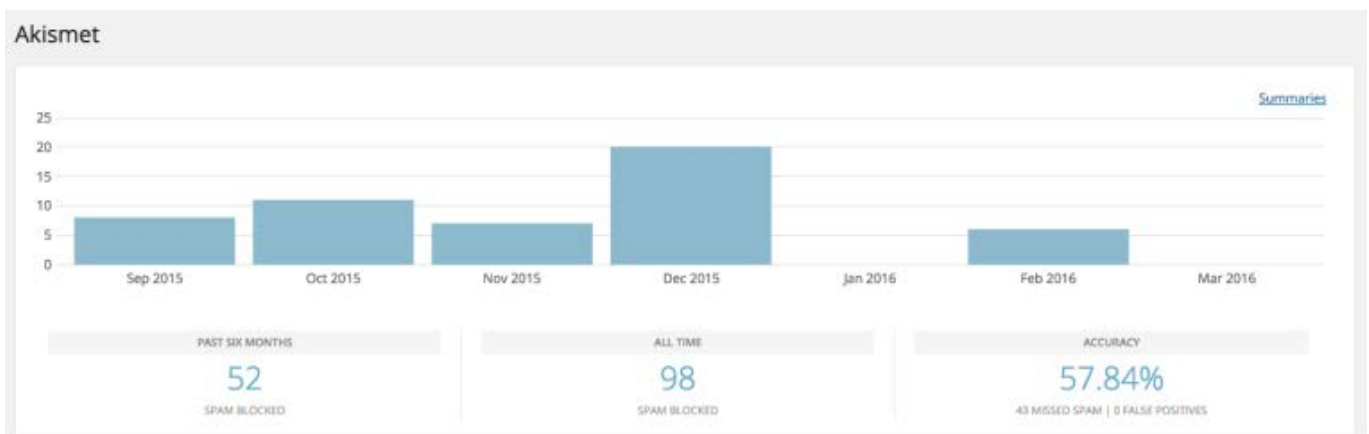 Akismet
Summaries
25
20
15
10
5
0
Sep 2015 Oct 2015 Nov 2015 Dec 2015 Jan 2016 Feb 2016 Mar 2016
PAST SIX MONTHS ALL TIME ACCURACY
52 98 57.84%
SPAM BLOCKED SPAM BLOCKED 43 MISSED SPAM | 0 FALSE POSITIVES